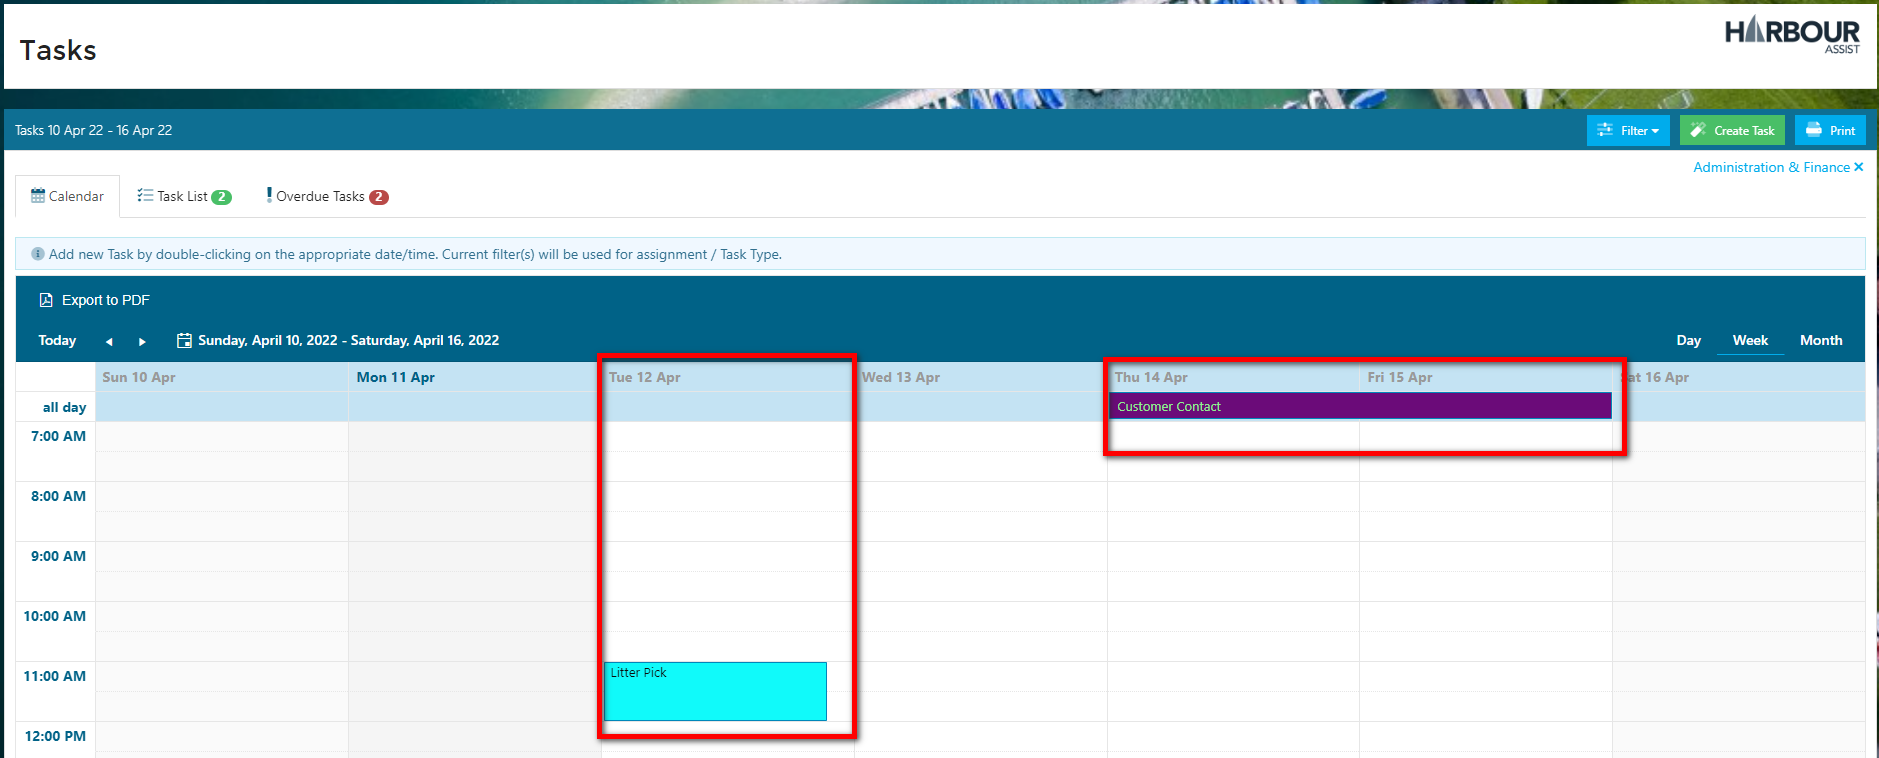 Tasks
HARBOUR
ASSIST
Tasks 10 Apr 22 - 16 Apr 22
Filter
Create Task
Print
Administration & Finance ×
Calendar
Task List 2
Overdue Tasks 2
Add new Task by double-clicking on the appropriate date/time. Current filter(s) will be used for assignment / Task Type.
Export to PDF
Today
Sunday, April 10, 2022 - Saturday, April 16, 2022
Day
Week
Month
Sun 10 Apr
Mon 11 Apr
Tue 12 Apr
Wed 13 Apr
Thu 14 Apr
Fri 15 Apr
Sat 16 Apr
all day
Customer Contact
7:00 AM
8:00 AM
9:00 AM
10:00 AM
11:00 AM
Litter Pick
12:00 PM